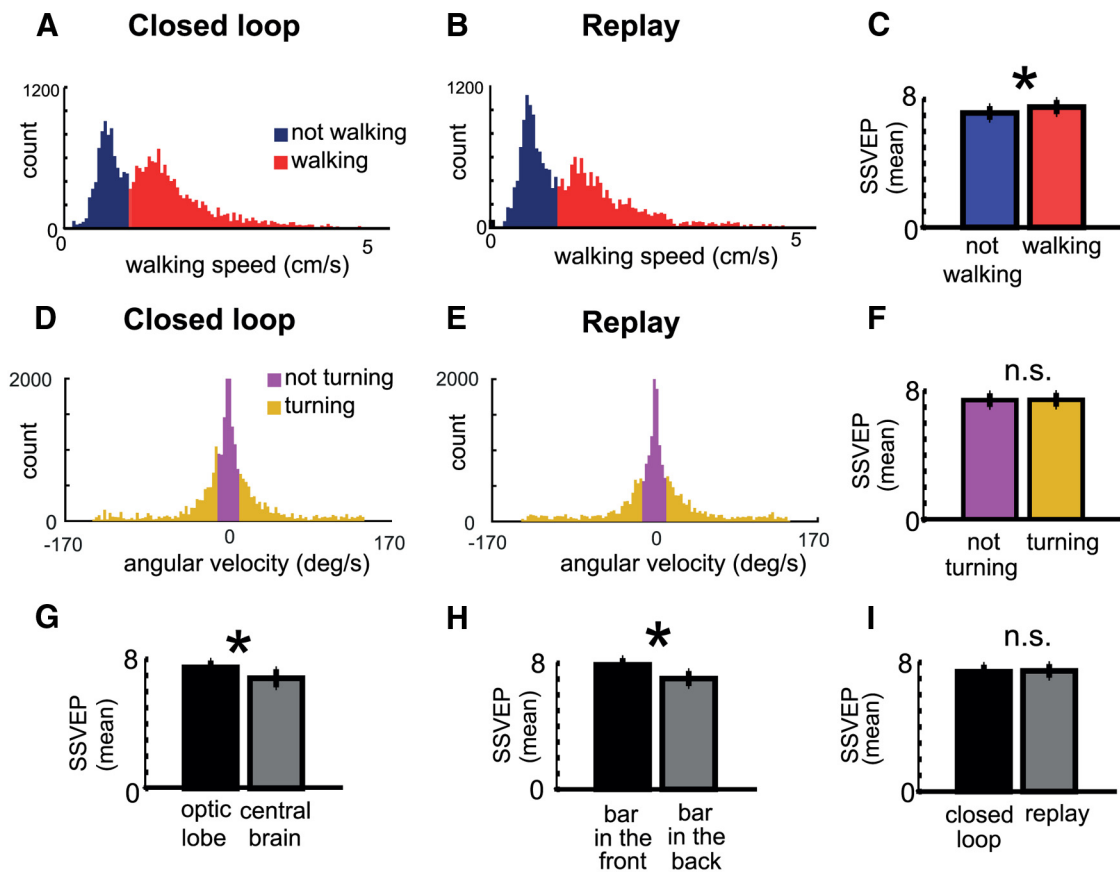 A Closed loop
1200
count
0
0
5
walking speed (cm/s)
not walking
walking
B Replay
1200
count
0
0
5
walking speed (cm/s)
C
*
8
SSVEP
(mean)
0
not
walking
walking
D Closed loop
2000
count
0
-170
0
170
angular velocity (deg/s)
not turning
turning
E Replay
2000
count
0
-170
0
170
angular velocity (deg/s)
F
n.s.
8
SSVEP
(mean)
0
not
turning
turning
G
*
8
SSVEP
(mean)
0
optic
lobe
central
brain
H
*
8
SSVEP
(mean)
0
bar
in the
front
bar
in the
back
I
n.s.
8
SSVEP
(mean)
0
closed
loop
replay